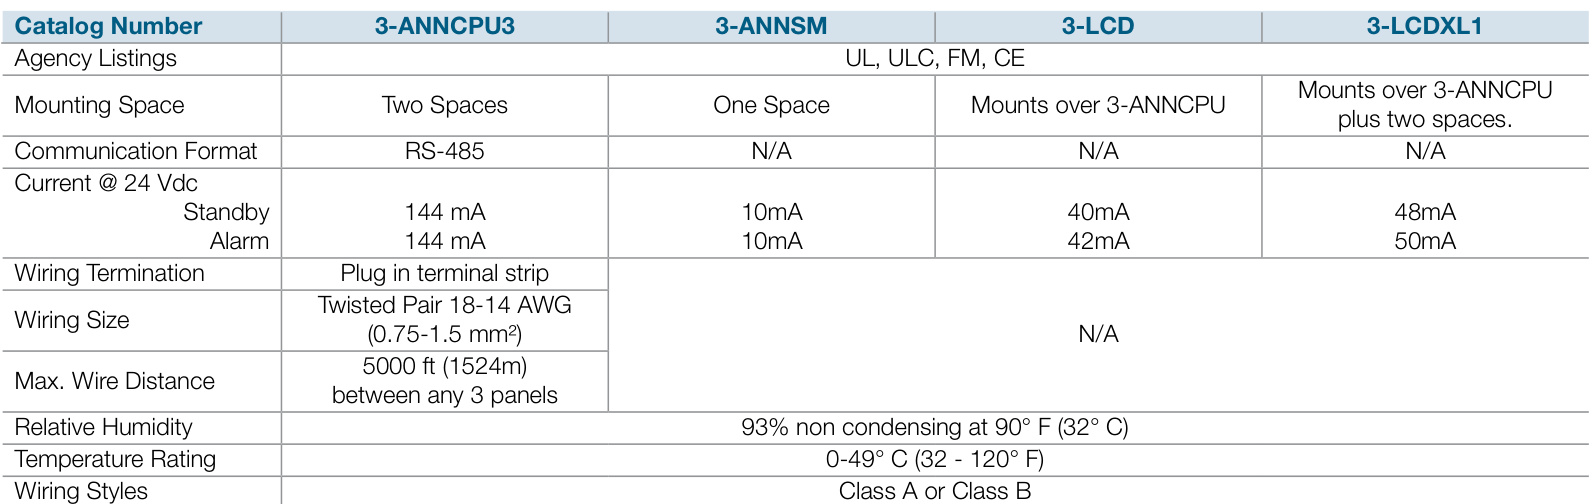 Catalog Number 3-ANNCPU3 3-ANNSM 3-LCD 3-LCDXL1
Agency Listings UL, ULC, FM, CE
Mounting Space Two Spaces One Space Mounts over 3-ANNCPU Mounts over 3-ANNCPU
plus two spaces.
Communication Format RS-485 N/A N/A N/A
Current @ 24 Vdc
Standby 144 mA 10mA 40mA 48mA
Alarm 144 mA 10mA 42mA 50mA
Wiring Termination Plug in terminal strip
Wiring Size Twisted Pair 18-14 AWG
(0.75-1.5 mm²)
N/A
Max. Wire Distance 5000 ft (1524m)
between any 3 panels
Relative Humidity 93% non condensing at 90° F (32° C)
Temperature Rating 0-49° C (32 - 120° F)
Wiring Styles Class A or Class B